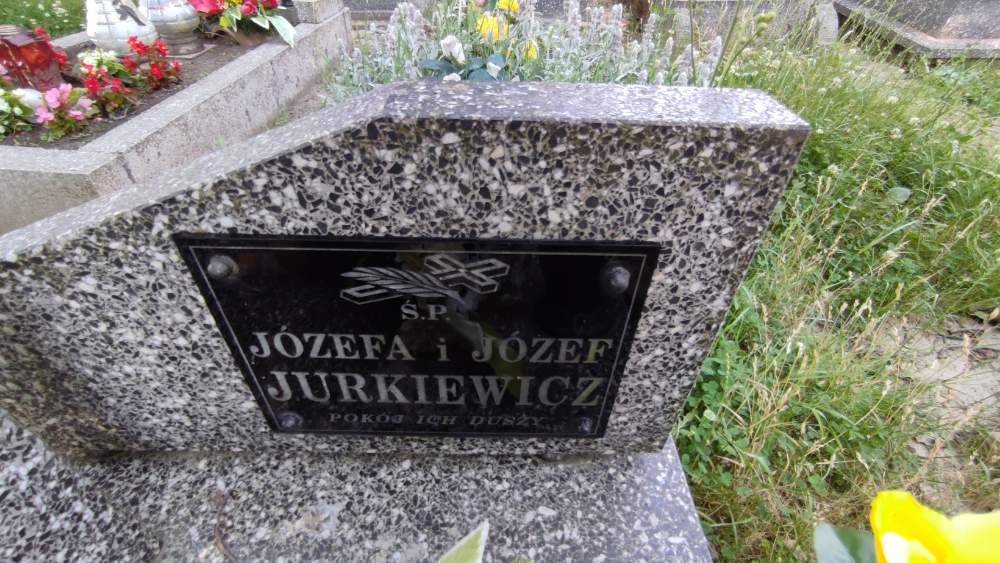 Ś.P.
JÓZEFA i JÓZEF
JURKIEWICZ
POKÓJ ICH DUSZY...